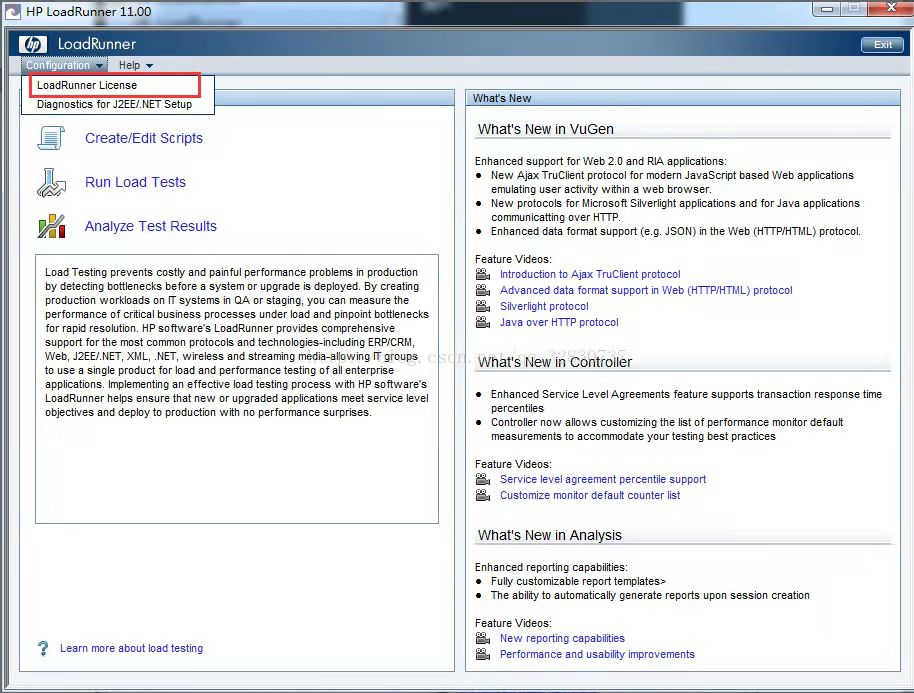 HP LoadRunner 11.00
hp LoadRunner
Exit
Configuration Help
LoadRunner License
Diagnostics for J2EE/.NET Setup
Create/Edit Scripts
Run Load Tests
Analyze Test Results
Load Testing prevents costly and painful performance problems in production
by detecting bottlenecks before a system or upgrade is deployed. By creating
production workloads on IT systems in QA or staging, you can measure the
performance of critical business processes under load and pinpoint bottlenecks
for rapid resolution. HP software's LoadRunner provides comprehensive
support for the most common protocols and technologies-including ERP/CRM,
Web, J2EE/.NET, XML, .NET, wireless and streaming media-allowing IT groups
to use a single product for load and performance testing of all enterprise
applications. Implementing an effective load testing process with HP software's
LoadRunner helps ensure that new or upgraded applications meet service level
objectives and deploy to production with no performance surprises.
? Learn more about load testing
What's New
What's New in VuGen
Enhanced support for Web 2.0 and RIA applications:
● New Ajax TruClient protocol for modern JavaScript based Web applications
emulating user activity within a web browser.
● New protocols for Microsoft Silverlight applications and for Java applications
communicatting over HTTP.
● Enhanced data format support (e.g. JSON) in the Web (HTTP/HTML) protocol.
Feature Videos:
Introduction to Ajax TruClient protocol
Advanced data format support in Web (HTTP/HTML) protocol
Silverlight protocol
Java over HTTP protocol
What's New in Controller
● Enhanced Service Level Agreements feature supports transaction response time
percentiles
● Controller now allows customizing the list of performance monitor default
measurements to accommodate your testing best practices
Feature Videos:
Service level agreement percentile support
Customize monitor default counter list
What's New in Analysis
Enhanced reporting capabilities:
● Fully customizable report templates>
● The ability to automatically generate reports upon session creation
Feature Videos:
New reporting capabilities
Performance and usability improvements